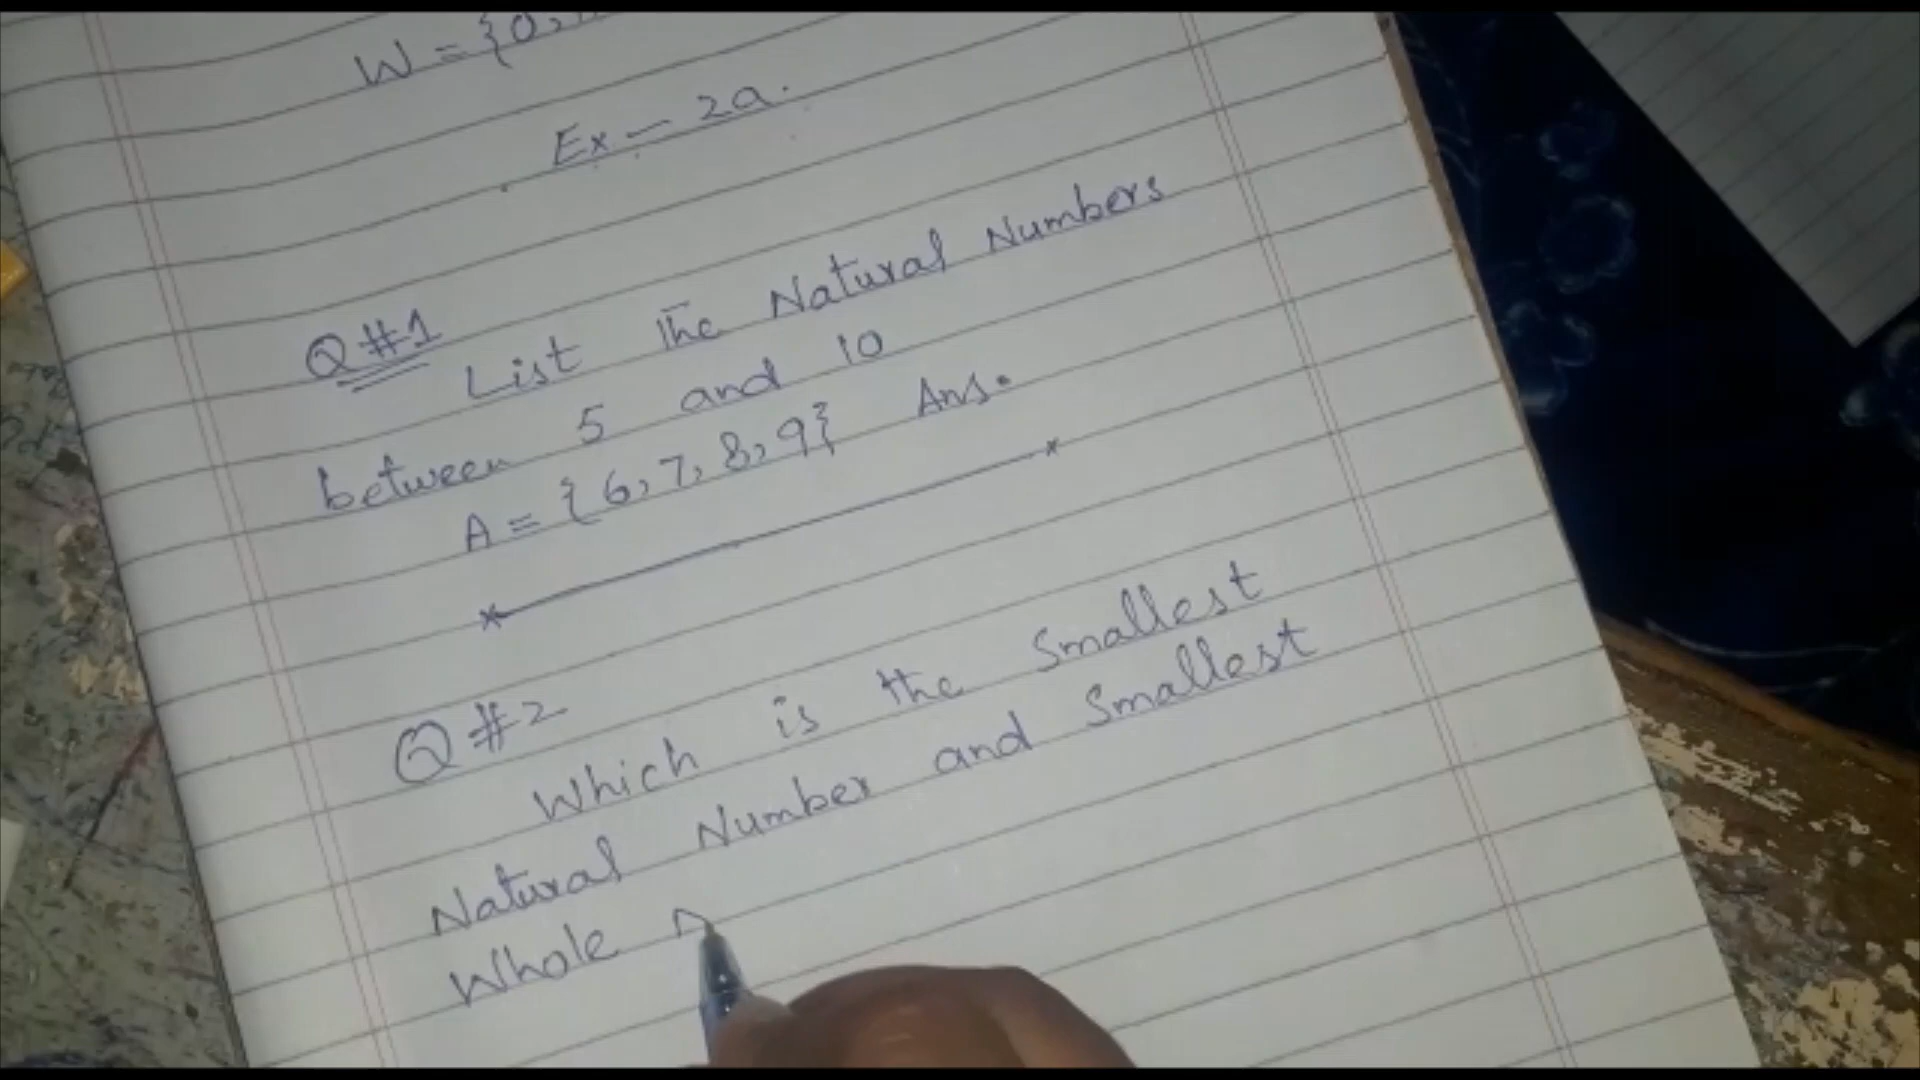 W = {0,
Ex - 2a.
Q#1
List the Natural Numbers
between 5 and 10
A = {6, 7, 8, 9} Ans.
Q#2
Which is the Smallest
Natural Number and Smallest
Whole N